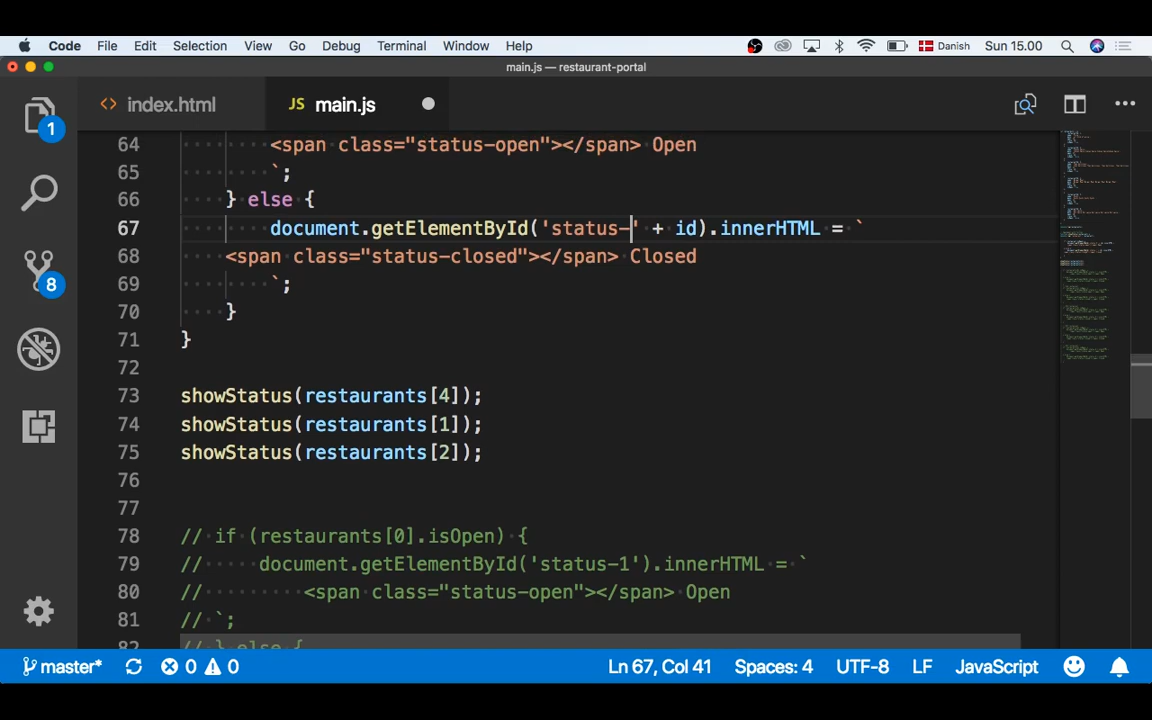 Code File Edit Selection View Go Debug Terminal Window Help Danish Sun 15.00
main.js — restaurant-portal
index.html JS main.js
1
8
64 <span class="status-open"></span> Open
65 `;
66 } else {
67 document.getElementById('status-' + id).innerHTML = `
68 <span class="status-closed"></span> Closed
69 `;
70 }
71 }
72
73 showStatus(restaurants[4]);
74 showStatus(restaurants[1]);
75 showStatus(restaurants[2]);
76
77
78 // if (restaurants[0].isOpen) {
79 // document.getElementById('status-1').innerHTML = `
80 // <span class="status-open"></span> Open
81 // `;
82 // } else {
master* 0 0 Ln 67, Col 41 Spaces: 4 UTF-8 LF JavaScript